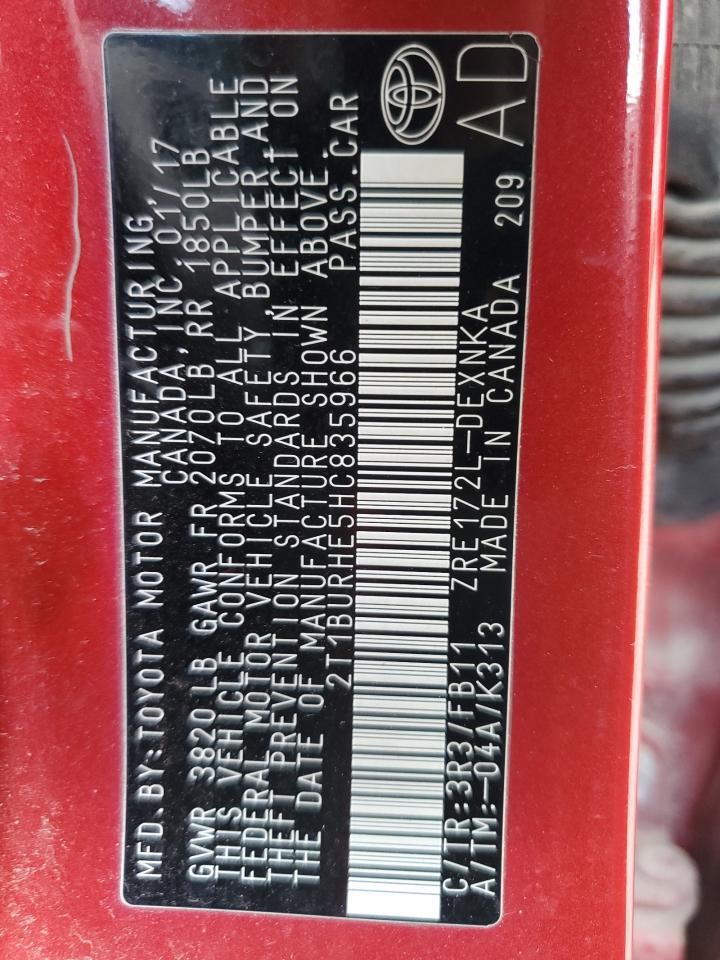 MFD.BY:TOYOTA MOTOR MANUFACTURING,
CANADA,INC. 01/17
GVWR 3820 LB GAWR FR 2070LB RR 1850LB
THIS VEHICLE CONFORMS TO ALL APPLICABLE
FEDERAL MOTOR VEHICLE SAFETY, BUMPER AND
THEFT PREVENTION STANDARDS IN EFFECT ON
THE DATE OF MANUFACTURE SHOWN ABOVE.
2T1BURHE5HC835966 PASS.CAR
C/TR:3R3/FB11 ZRE172L-DEXNKA AD
A/TM:-04A/K313 MADE IN CANADA 209